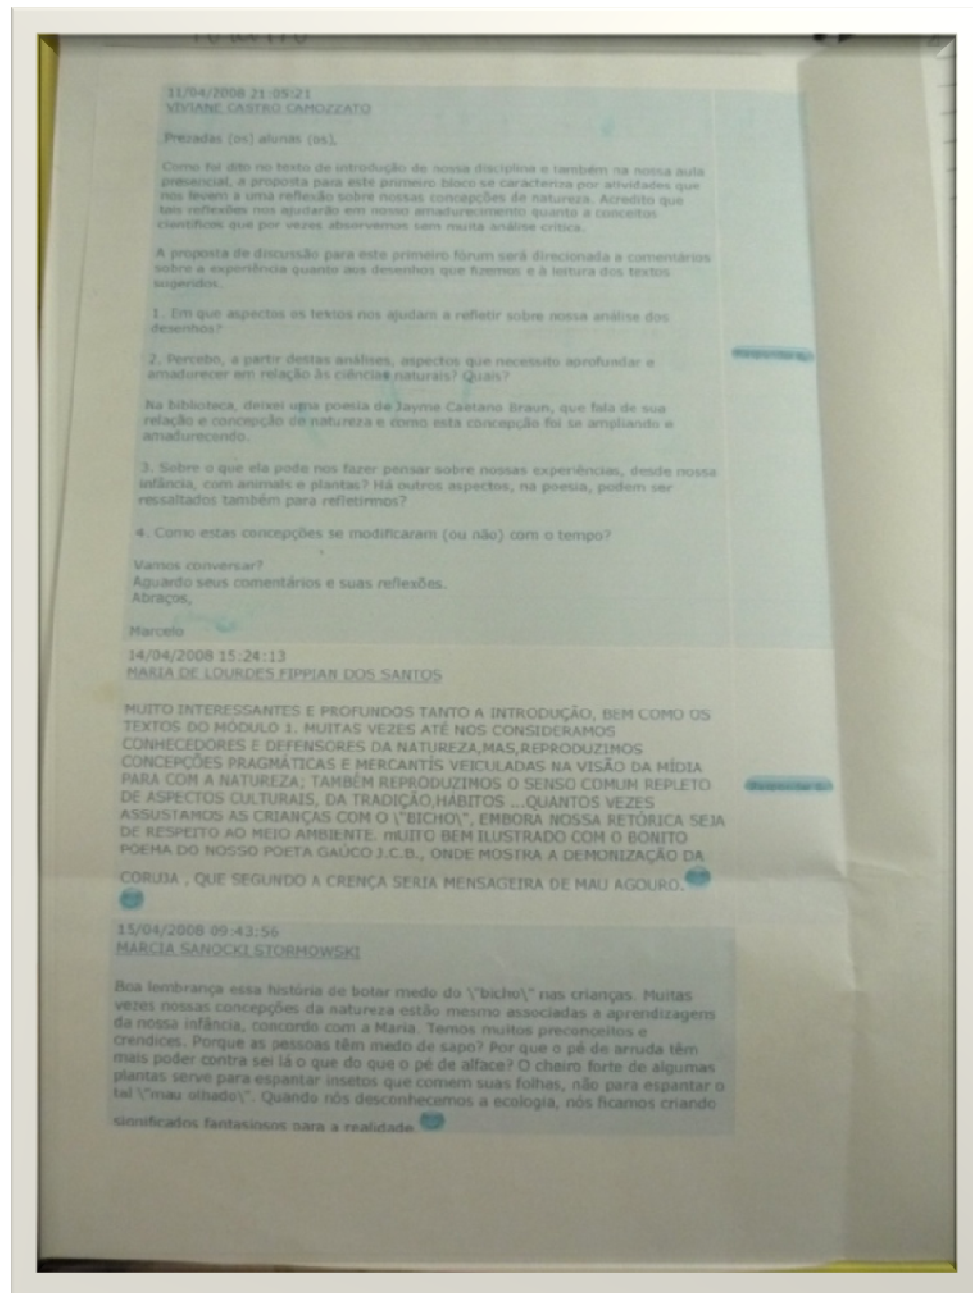 11/04/2008 21:05:21
VIVIANE CASTRO CAMOZZATO
Prezadas (os) alunas (os),
Como foi dito no texto de introdução de nossa disciplina e também na nossa aula
presencial, a proposta para este primeiro bloco se caracteriza por atividades que
nos levem a uma reflexão sobre nossas concepções de natureza. Acredito que
tais reflexões nos ajudarão em nosso amadurecimento quanto a conceitos
científicos que por vezes absorvemos sem muita análise crítica.
A proposta de discussão para este primeiro fórum será direcionada a comentários
sobre a experiência quanto aos desenhos que fizemos e à leitura dos textos
sugeridos.
1. Em que aspectos os textos nos ajudam a refletir sobre nossa análise dos
desenhos?
2. Percebo, a partir destas análises, aspectos que necessito aprofundar e
amadurecer em relação às ciências naturais? Quais?
Na biblioteca, deixei uma poesia de Jayme Caetano Braun, que fala de sua
relação e concepção de natureza e como esta concepção foi se ampliando e
amadurecendo.
3. Sobre o que ela pode nos fazer pensar sobre nossas experiências, desde nossa
infância, com animais e plantas? Há outros aspectos, na poesia, podem ser
ressaltados também para refletirmos?
4. Como estas concepções se modificaram (ou não) com o tempo?
Vamos conversar?
Aguardo seus comentários e suas reflexões.
Abraços,
Marcelo
14/04/2008 15:24:13
MARIA DE LOURDES FIPPIAN DOS SANTOS
MUITO INTERESSANTES E PROFUNDOS TANTO A INTRODUÇÃO, BEM COMO OS
TEXTOS DO MÓDULO 1. MUITAS VEZES ATÉ NOS CONSIDERAMOS
CONHECEDORES E DEFENSORES DA NATUREZA,MAS,REPRODUZIMOS
CONCEPÇÕES PRAGMÁTICAS E MERCANTÍS VEICULADAS NA VISÃO DA MÍDIA
PARA COM A NATUREZA; TAMBÉM REPRODUZIMOS O SENSO COMUM REPLETO
DE ASPECTOS CULTURAIS, DA TRADIÇÃO,HÁBITOS ...QUANTOS VEZES
ASSUSTAMOS AS CRIANÇAS COM O \"BICHO\", EMBORA NOSSA RETÓRICA SEJA
DE RESPEITO AO MEIO AMBIENTE. mUITO BEM ILUSTRADO COM O BONITO
POEMA DO NOSSO POETA GAÚCO J.C.B., ONDE MOSTRA A DEMONIZAÇÃO DA
CORUJA , QUE SEGUNDO A CRENÇA SERIA MENSAGEIRA DE MAU AGOURO.
15/04/2008 09:43:56
MARCIA SANOCKI STORMOWSKI
Boa lembrança essa história de botar medo do \"bicho\" nas crianças. Muitas
vezes nossas concepções da natureza estão mesmo associadas a aprendizagens
da nossa infância, concordo com a Maria. Temos muitos preconceitos e
crendices. Porque as pessoas têm medo de sapo? Por que o pé de arruda têm
mais poder contra sei lá o que do que o pé de alface? O cheiro forte de algumas
plantas serve para espantar insetos que comem suas folhas, não para espantar o
tal \"mau olhado\". Quando nós desconhecemos a ecologia, nós ficamos criando
significados fantasiosos para a realidade.